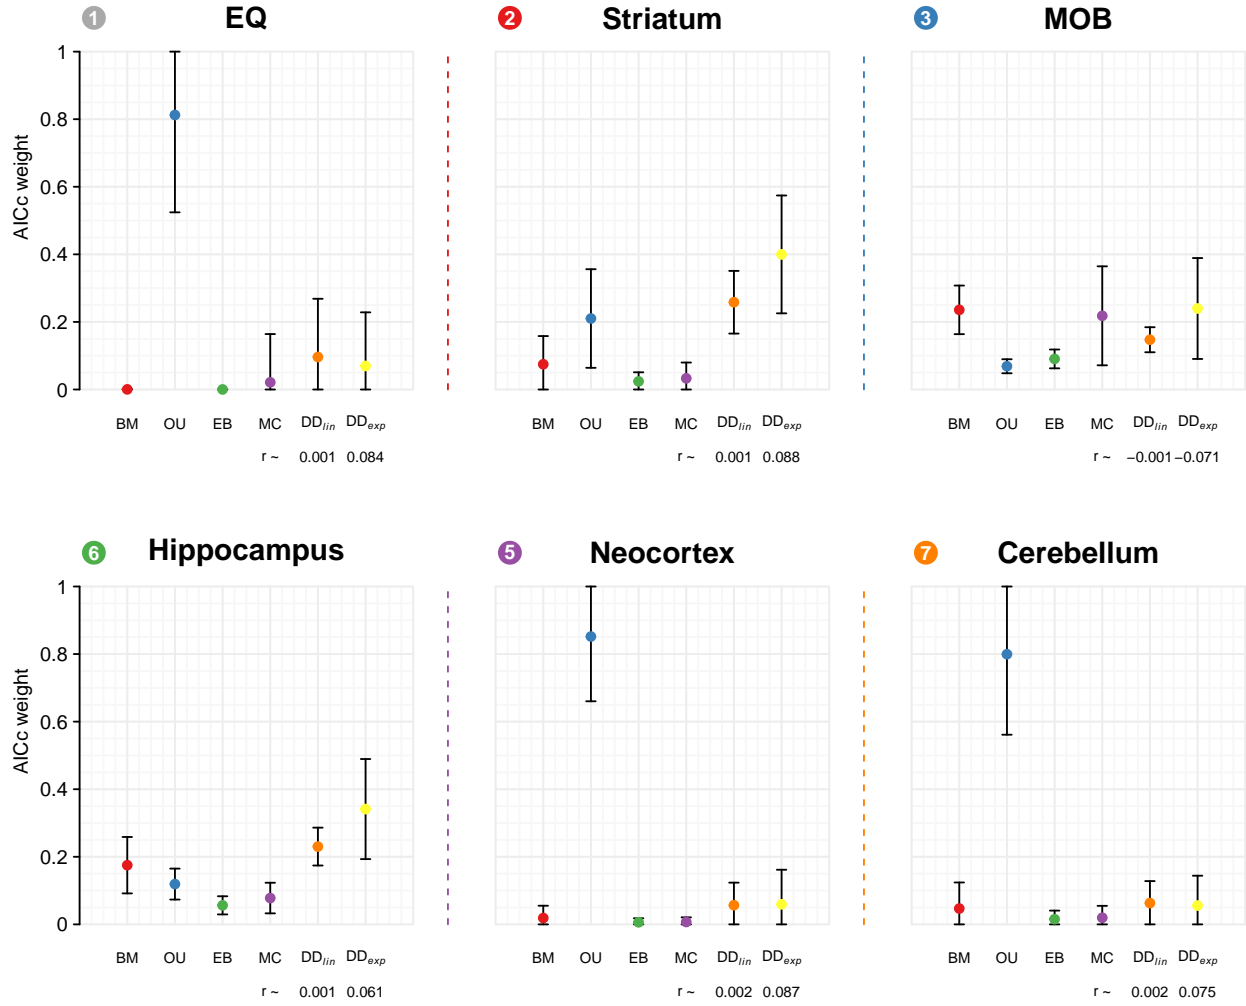 1 EQ
2 Striatum
3 MOB
AICc weight
1
0.8
0.6
0.4
0.2
0
BM OU EB MC DDlin DDexp
r ~ 0.001 0.084
BM OU EB MC DDlin DDexp
r ~ 0.001 0.088
BM OU EB MC DDlin DDexp
r ~ −0.001 −0.071
6 Hippocampus
5 Neocortex
7 Cerebellum
AICc weight
1
0.8
0.6
0.4
0.2
0
BM OU EB MC DDlin DDexp
r ~ 0.001 0.061
BM OU EB MC DDlin DDexp
r ~ 0.002 0.087
BM OU EB MC DDlin DDexp
r ~ 0.002 0.075